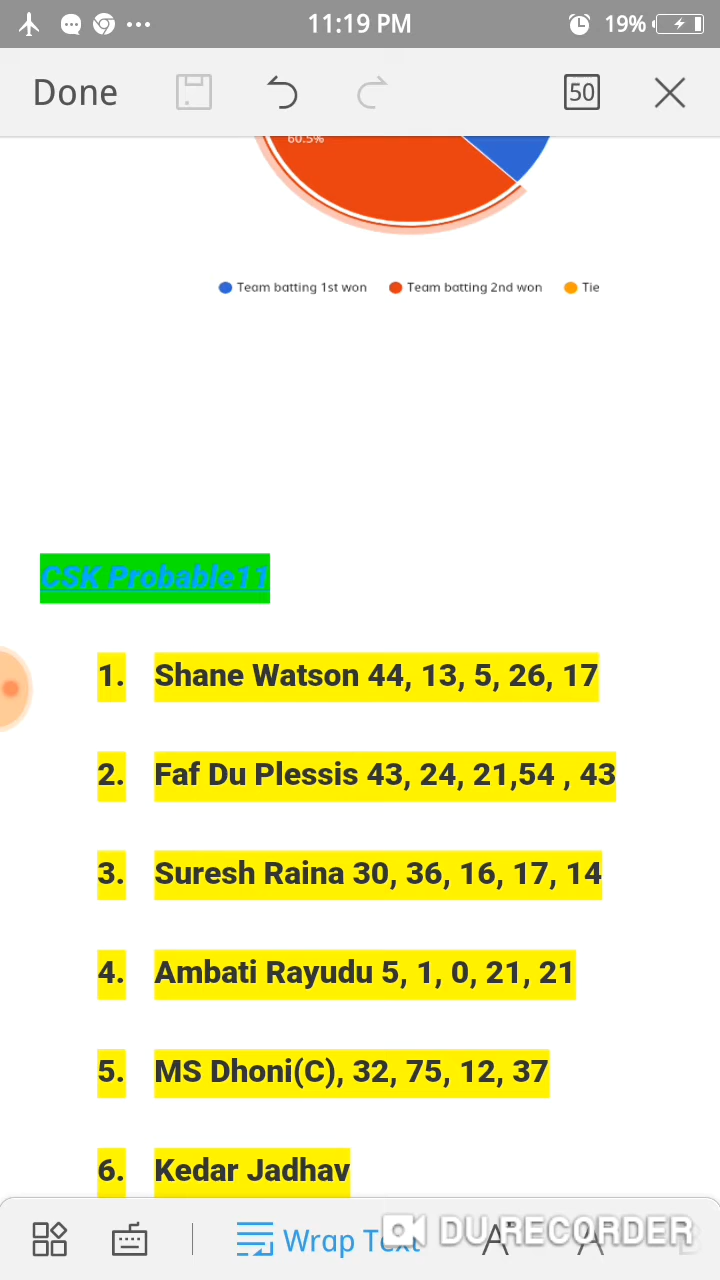 11:19 PM
19%
Done
50
60.5%
Team batting 1st won
Team batting 2nd won
Tie
CSK Probable11
1. Shane Watson 44, 13, 5, 26, 17
2. Faf Du Plessis 43, 24, 21,54 , 43
3. Suresh Raina 30, 36, 16, 17, 14
4. Ambati Rayudu 5, 1, 0, 21, 21
5. MS Dhoni(C), 32, 75, 12, 37
6. Kedar Jadhav
Wrap Text
DU RECORDER